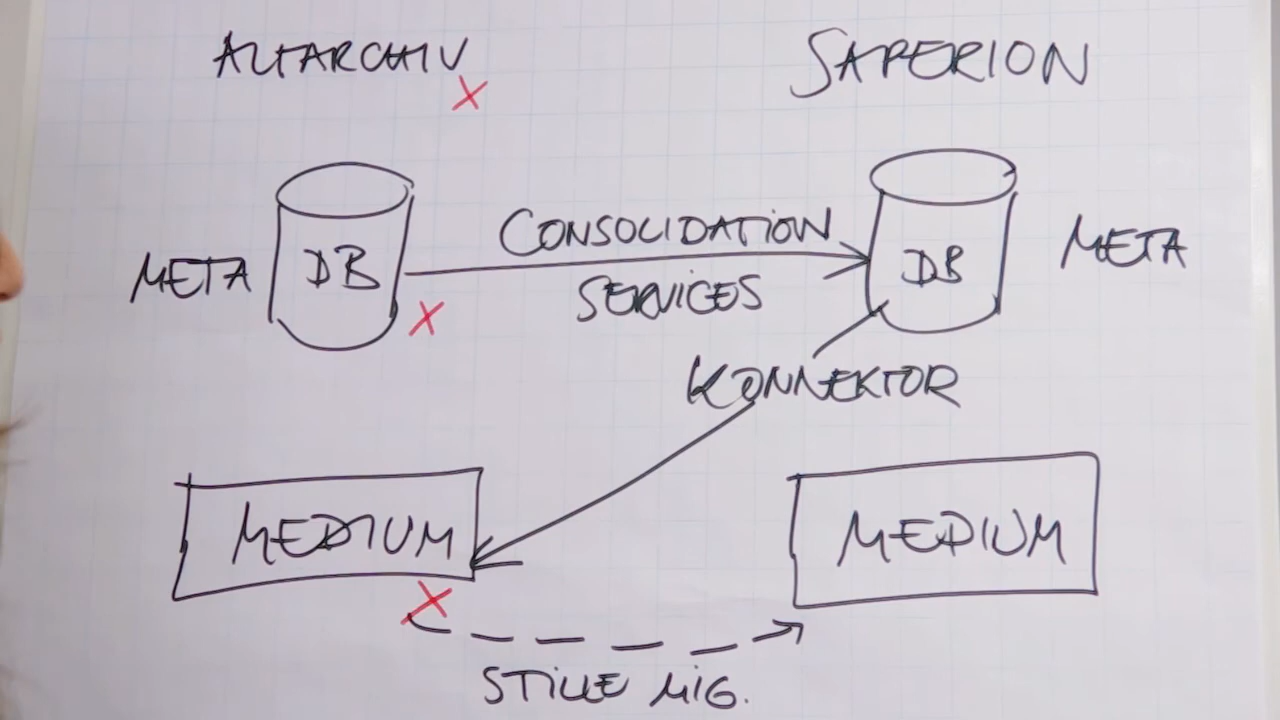 ALTARCHIV
SAPERION
META
DB
CONSOLIDATION
SERVICES
DB
META
KONNEKTOR
MEDIUM
MEDIUM
STILLE MIG.